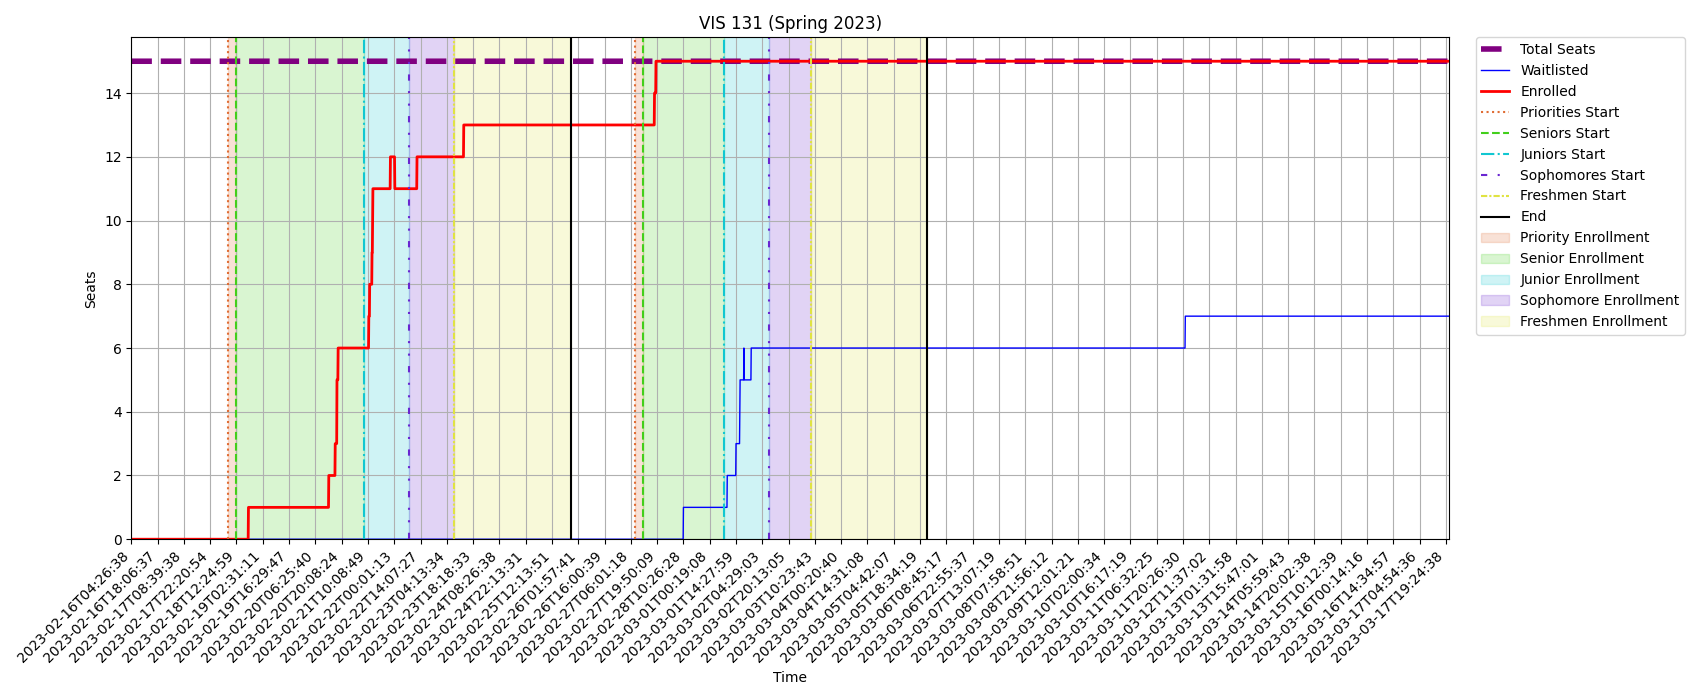 VIS 131 (Spring 2023)
Total Seats
Waitlisted
Enrolled
Priorities Start
Seniors Start
Juniors Start
Sophomores Start
Freshmen Start
End
Priority Enrollment
Senior Enrollment
Junior Enrollment
Sophomore Enrollment
Freshmen Enrollment
Seats
14
12
10
8
6
4
2
0
2023-02-16T04:26:38
2023-02-16T18:06:37
2023-02-17T08:39:38
2023-02-17T22:20:54
2023-02-18T12:24:59
2023-02-19T02:31:11
2023-02-19T16:29:47
2023-02-20T06:25:40
2023-02-20T20:08:24
2023-02-21T10:08:49
2023-02-22T00:01:13
2023-02-22T14:07:27
2023-02-23T04:13:34
2023-02-23T18:18:33
2023-02-24T08:26:38
2023-02-24T22:13:31
2023-02-25T12:13:51
2023-02-26T01:57:41
2023-02-26T16:00:39
2023-02-27T06:01:18
2023-02-27T19:50:09
2023-02-28T10:26:28
2023-03-01T00:19:08
2023-03-01T14:27:59
2023-03-02T04:29:03
2023-03-02T20:13:05
2023-03-03T10:23:43
2023-03-04T00:20:40
2023-03-04T14:31:08
2023-03-05T04:42:07
2023-03-05T18:34:19
2023-03-06T08:45:17
2023-03-06T22:55:37
2023-03-07T13:07:19
2023-03-08T07:58:51
2023-03-08T21:56:12
2023-03-09T12:01:21
2023-03-10T02:00:34
2023-03-10T16:17:19
2023-03-11T06:32:25
2023-03-11T20:26:30
2023-03-12T11:37:02
2023-03-13T01:31:58
2023-03-13T15:47:01
2023-03-14T05:59:43
2023-03-14T20:02:38
2023-03-15T10:12:39
2023-03-16T00:14:16
2023-03-16T14:34:57
2023-03-17T04:54:36
2023-03-17T19:24:38
Time